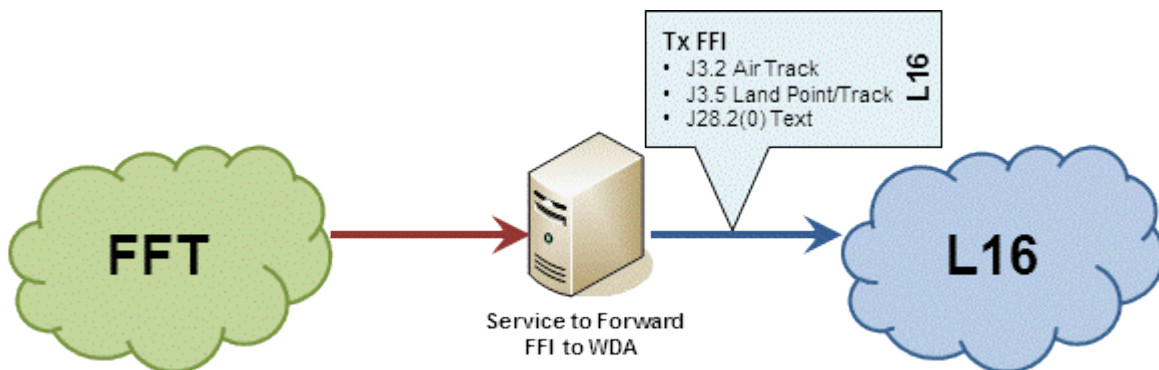 Tx FFI
• J3.2 Air Track
• J3.5 Land Point/Track
• J28.2(0) Text
L16
FFT
L16
Service to Forward
FFI to WDA